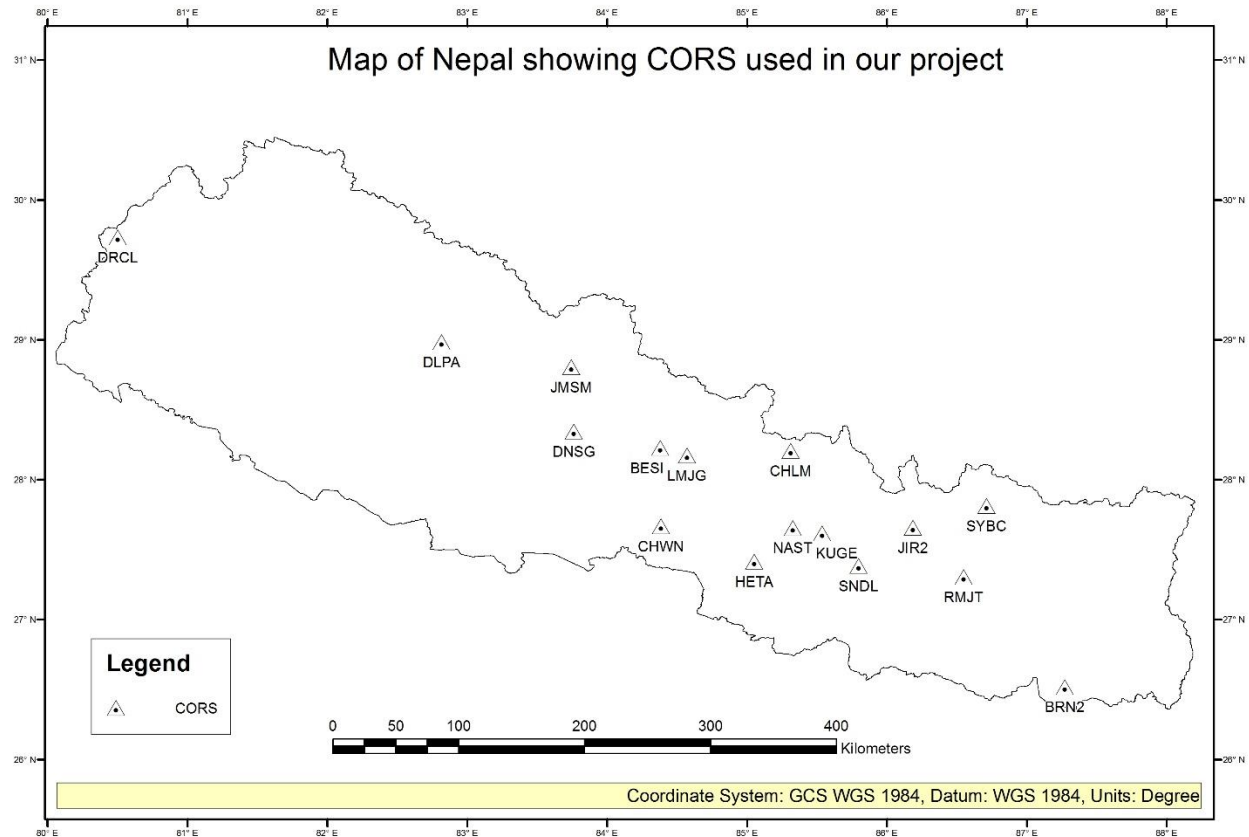 80° E 81° E 82° E 83° E 84° E 85° E 86° E 87° E 88° E
Map of Nepal showing CORS used in our project
31° N 31° N
30° N 30° N
DRCL
29° N 29° N
DLPA
JMSM
DNSG
BESI
LMJG
CHLM
28° N 28° N
SYBC
CHWN
NAST
KUGE
JIR2
HETA
SNDL
RMJT
27° N 27° N
Legend
CORS
BRN2
0 50 100 200 300 400
Kilometers
26° N 26° N
Coordinate System: GCS WGS 1984, Datum: WGS 1984, Units: Degree
80° E 81° E 82° E 83° E 84° E 85° E 86° E 87° E 88° E